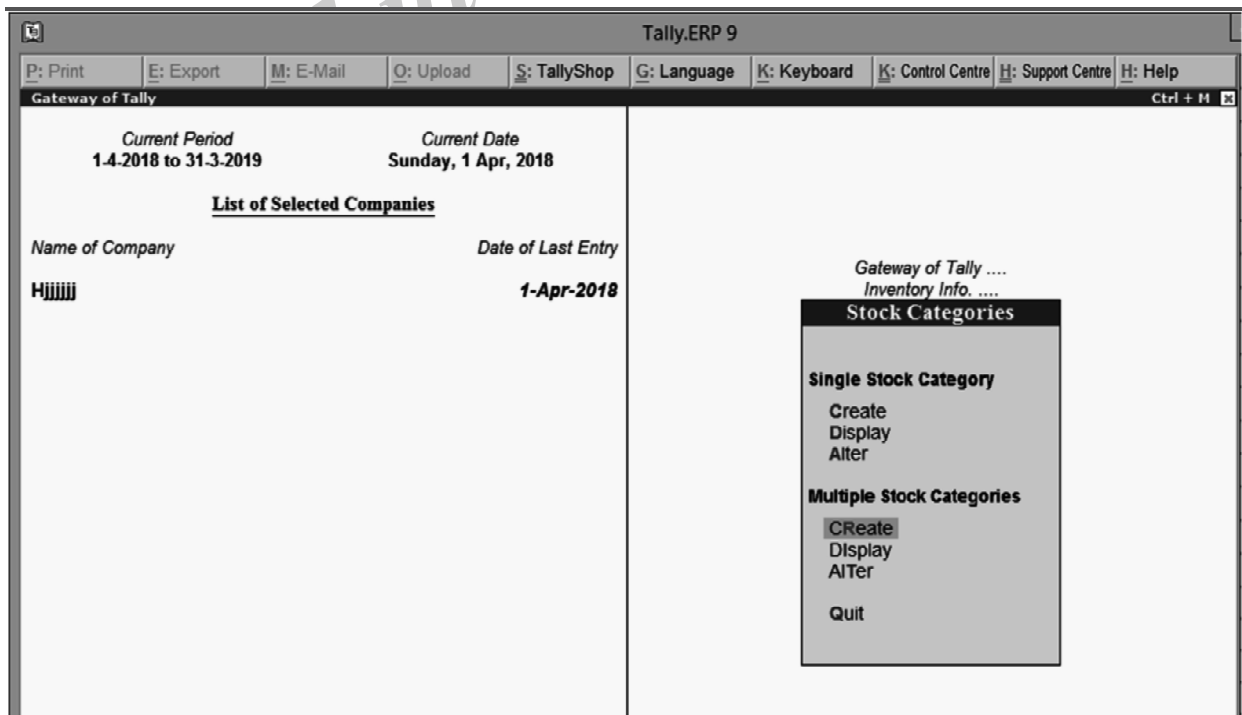 Tally.ERP 9
P: Print E: Export M: E-Mail O: Upload S: TallyShop G: Language K: Keyboard K: Control Centre H: Support Centre H: Help
Gateway of Tally Ctrl + M
Current Period Current Date
1-4-2018 to 31-3-2019 Sunday, 1 Apr, 2018
List of Selected Companies
Name of Company Date of Last Entry
Hjjjjjj 1-Apr-2018
Gateway of Tally ....
Inventory Info. ....
Stock Categories
Single Stock Category
Create
Display
Alter
Multiple Stock Categories
CReate
DIsplay
AlTer
Quit